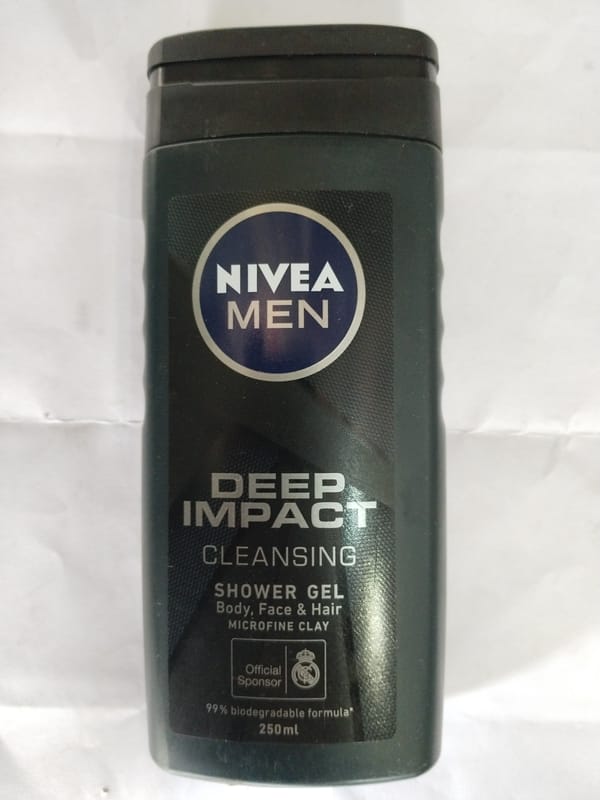 NIVEA
MEN
DEEP
IMPACT
CLEANSING
SHOWER GEL
Body, Face & Hair
MICROFINE CLAY
Official
Sponsor
99% biodegradable formula*
250ml